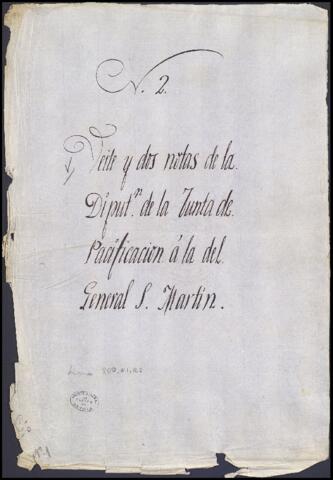 N. 2.
Veite y dos notas de la
Diput.ⁿ de la Junta de
Pacificacion á la del
General S. Martin.